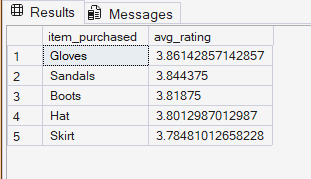 Results Messages
item_purchased avg_rating
1 Gloves 3.86142857142857
2 Sandals 3.844375
3 Boots 3.81875
4 Hat 3.8012987012987
5 Skirt 3.78481012658228